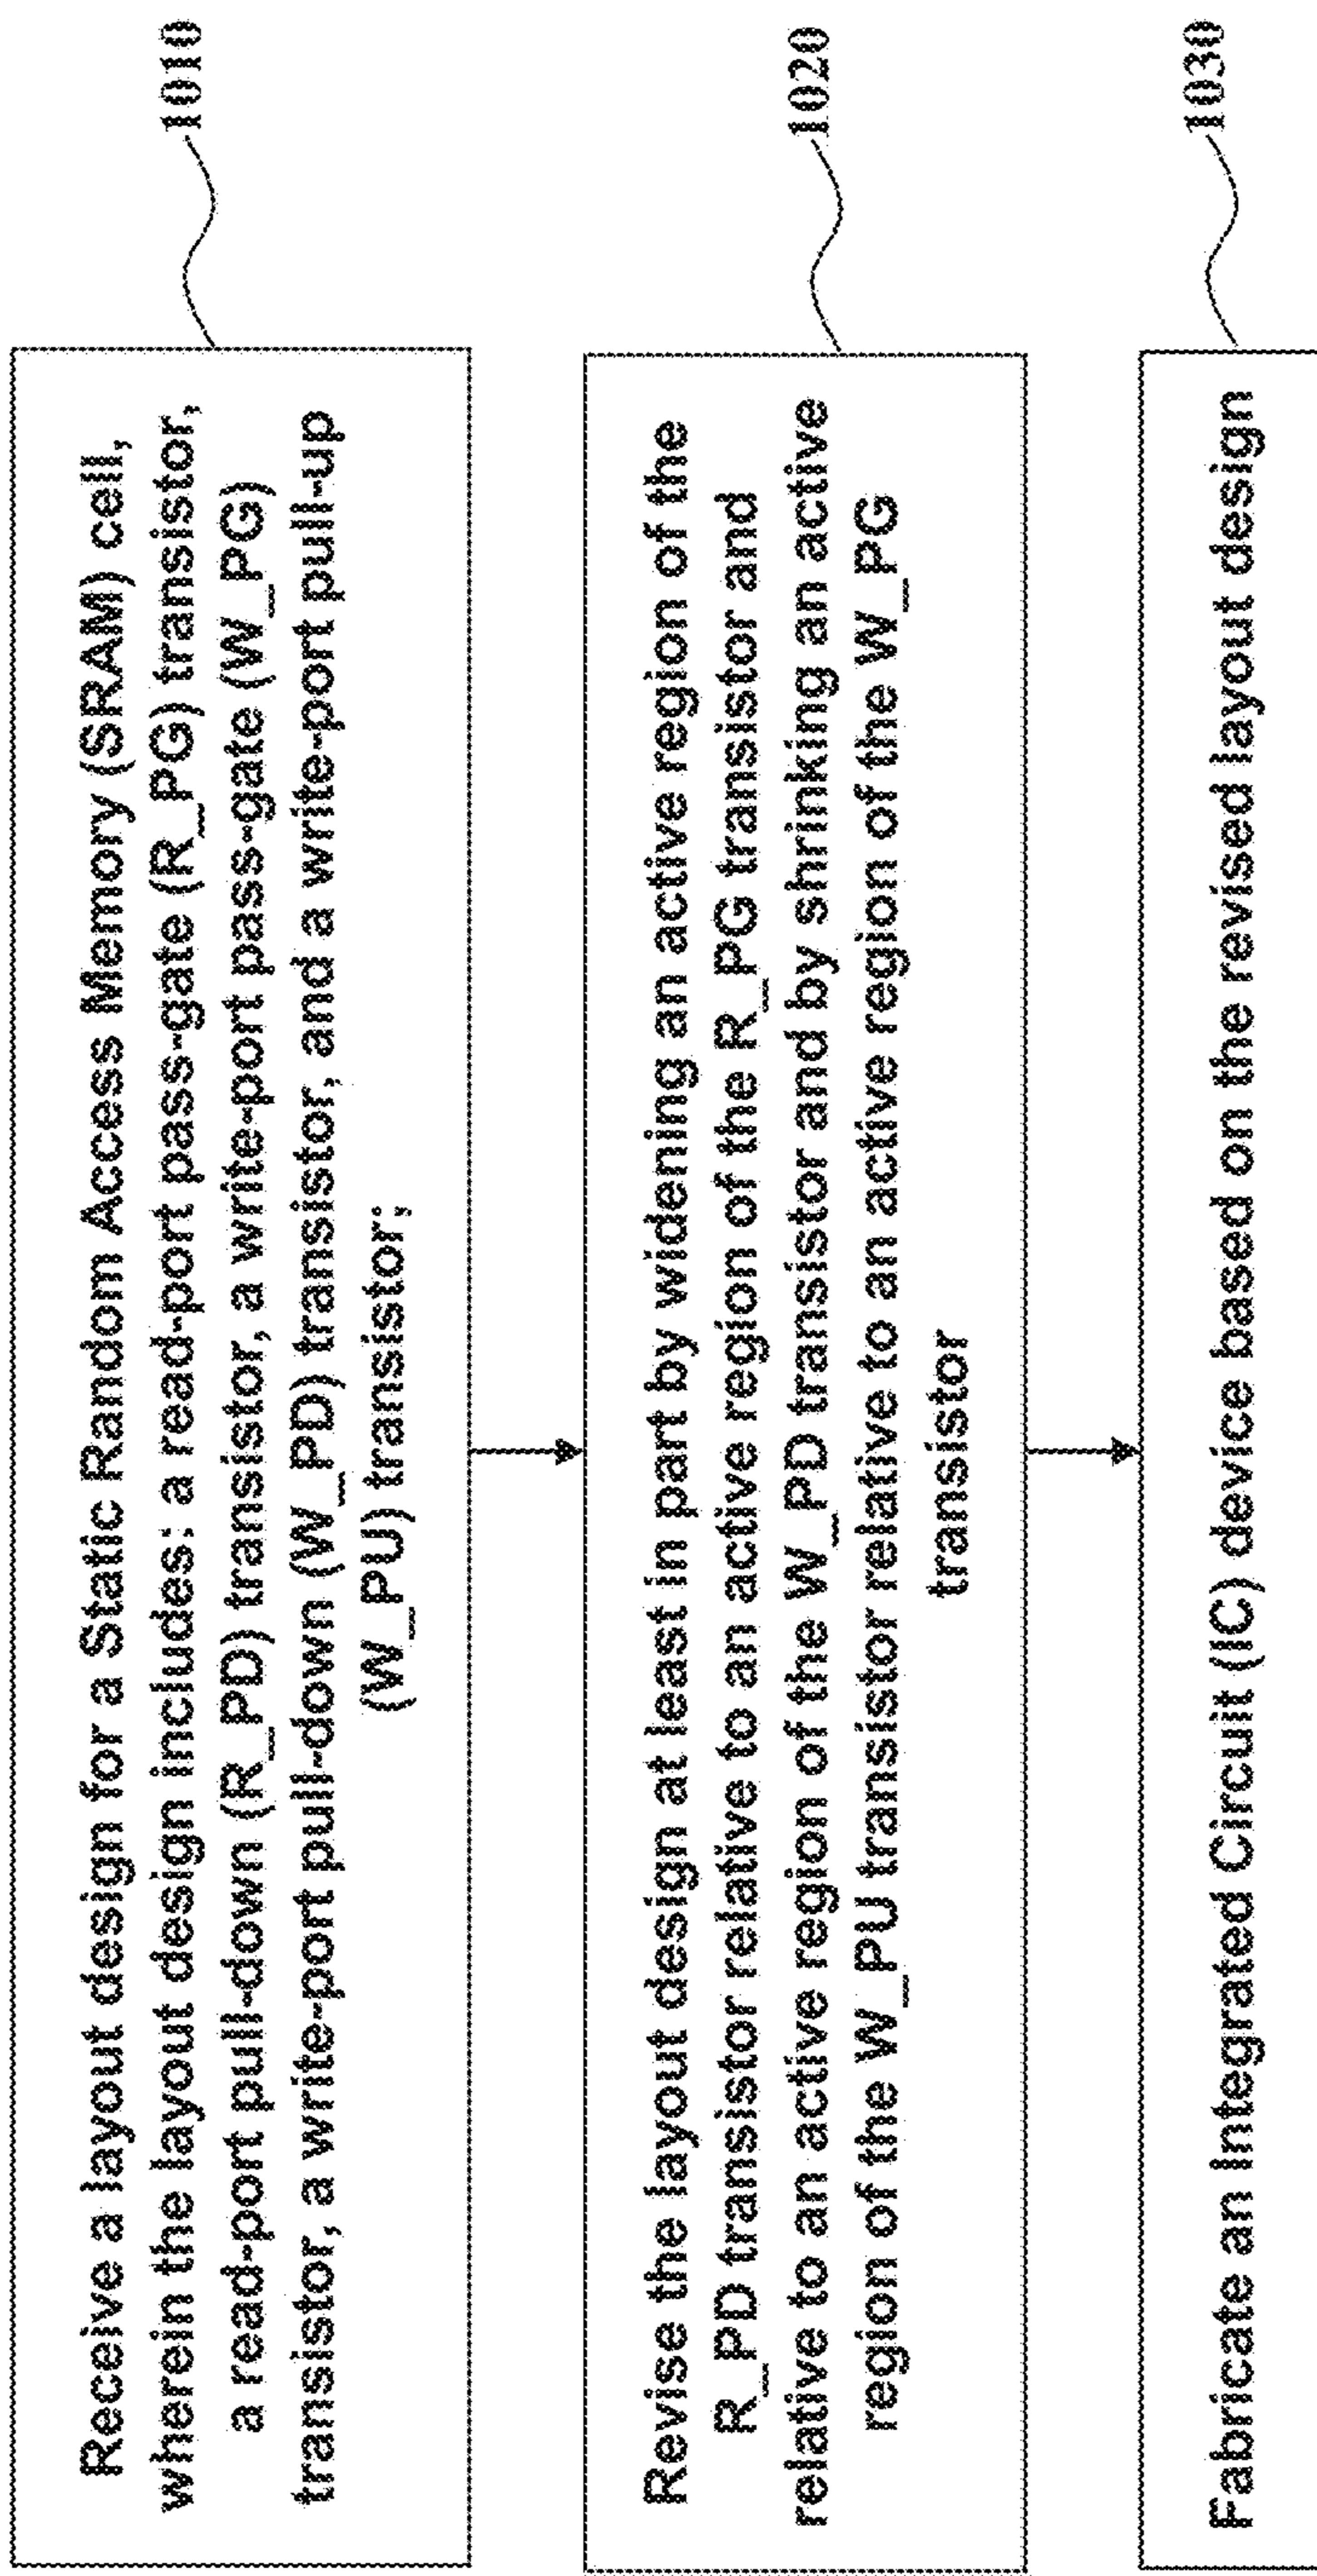 Receive a layout design for a Static Random Access Memory (SRAM) cell,
wherein the layout design includes: a read-port pass-gate (R_PG) transistor,
a read-port pull-down (R_PD) transistor, a write-port pass-gate (W_PG)
transistor, a write-port pull-down (W_PD) transistor, and a write-port pull-up
(W_PU) transistor;
1010
Revise the layout design at least in part by widening an active region of the
R_PD transistor relative to an active region of the R_PG transistor and
relative to an active region of the W_PD transistor and by shrinking an active
region of the W_PU transistor relative to an active region of the W_PG
transistor
1020
Fabricate an Integrated Circuit (IC) device based on the revised layout design
1030